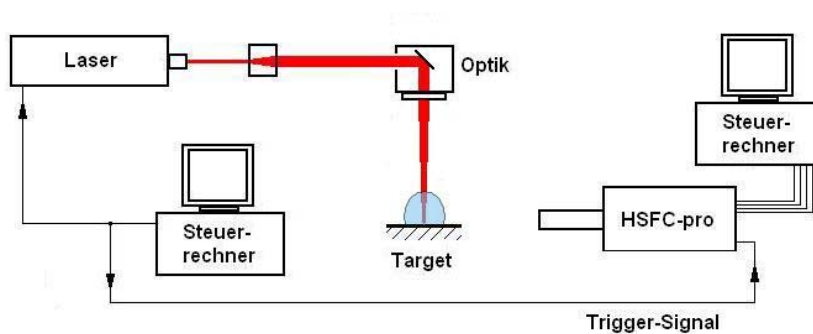 Laser
Optik
Steuer-
rechner
Steuer-
rechner
HSFC-pro
Target
Trigger-Signal